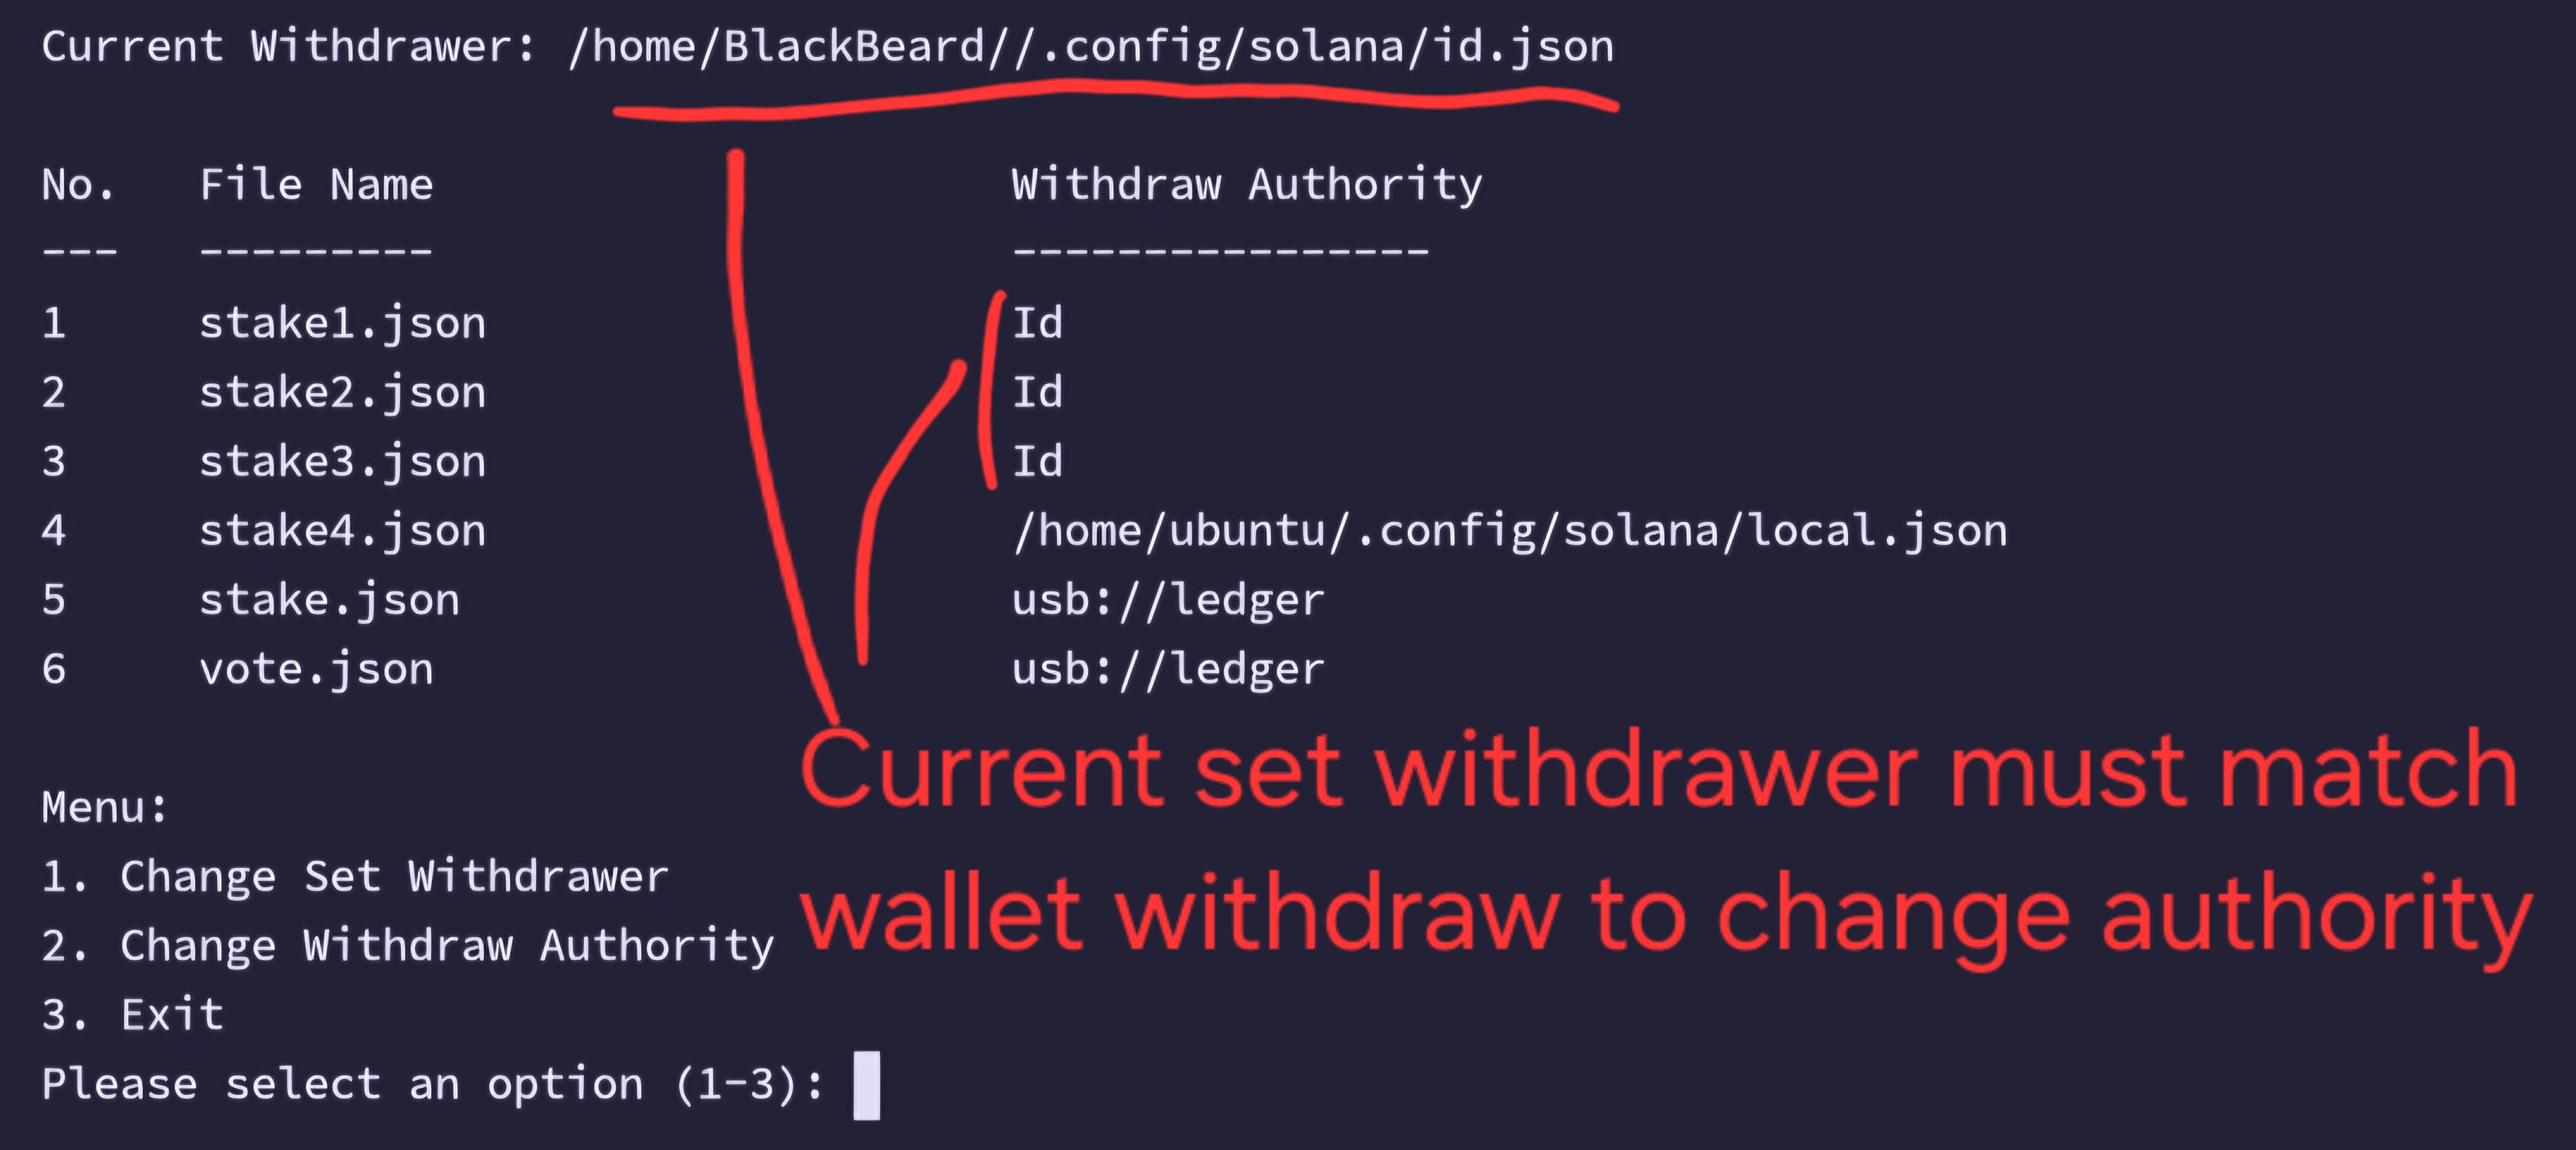 Current Withdrawer: /home/BlackBeard//.config/solana/id.json
No. File Name Withdraw Authority
--- --------- ----------------
1 stake1.json Id
2 stake2.json Id
3 stake3.json Id
4 stake4.json /home/ubuntu/.config/solana/local.json
5 stake.json usb://ledger
6 vote.json usb://ledger
Current set withdrawer must match
wallet withdraw to change authority
Menu:
1. Change Set Withdrawer
2. Change Withdraw Authority
3. Exit
Please select an option (1-3):